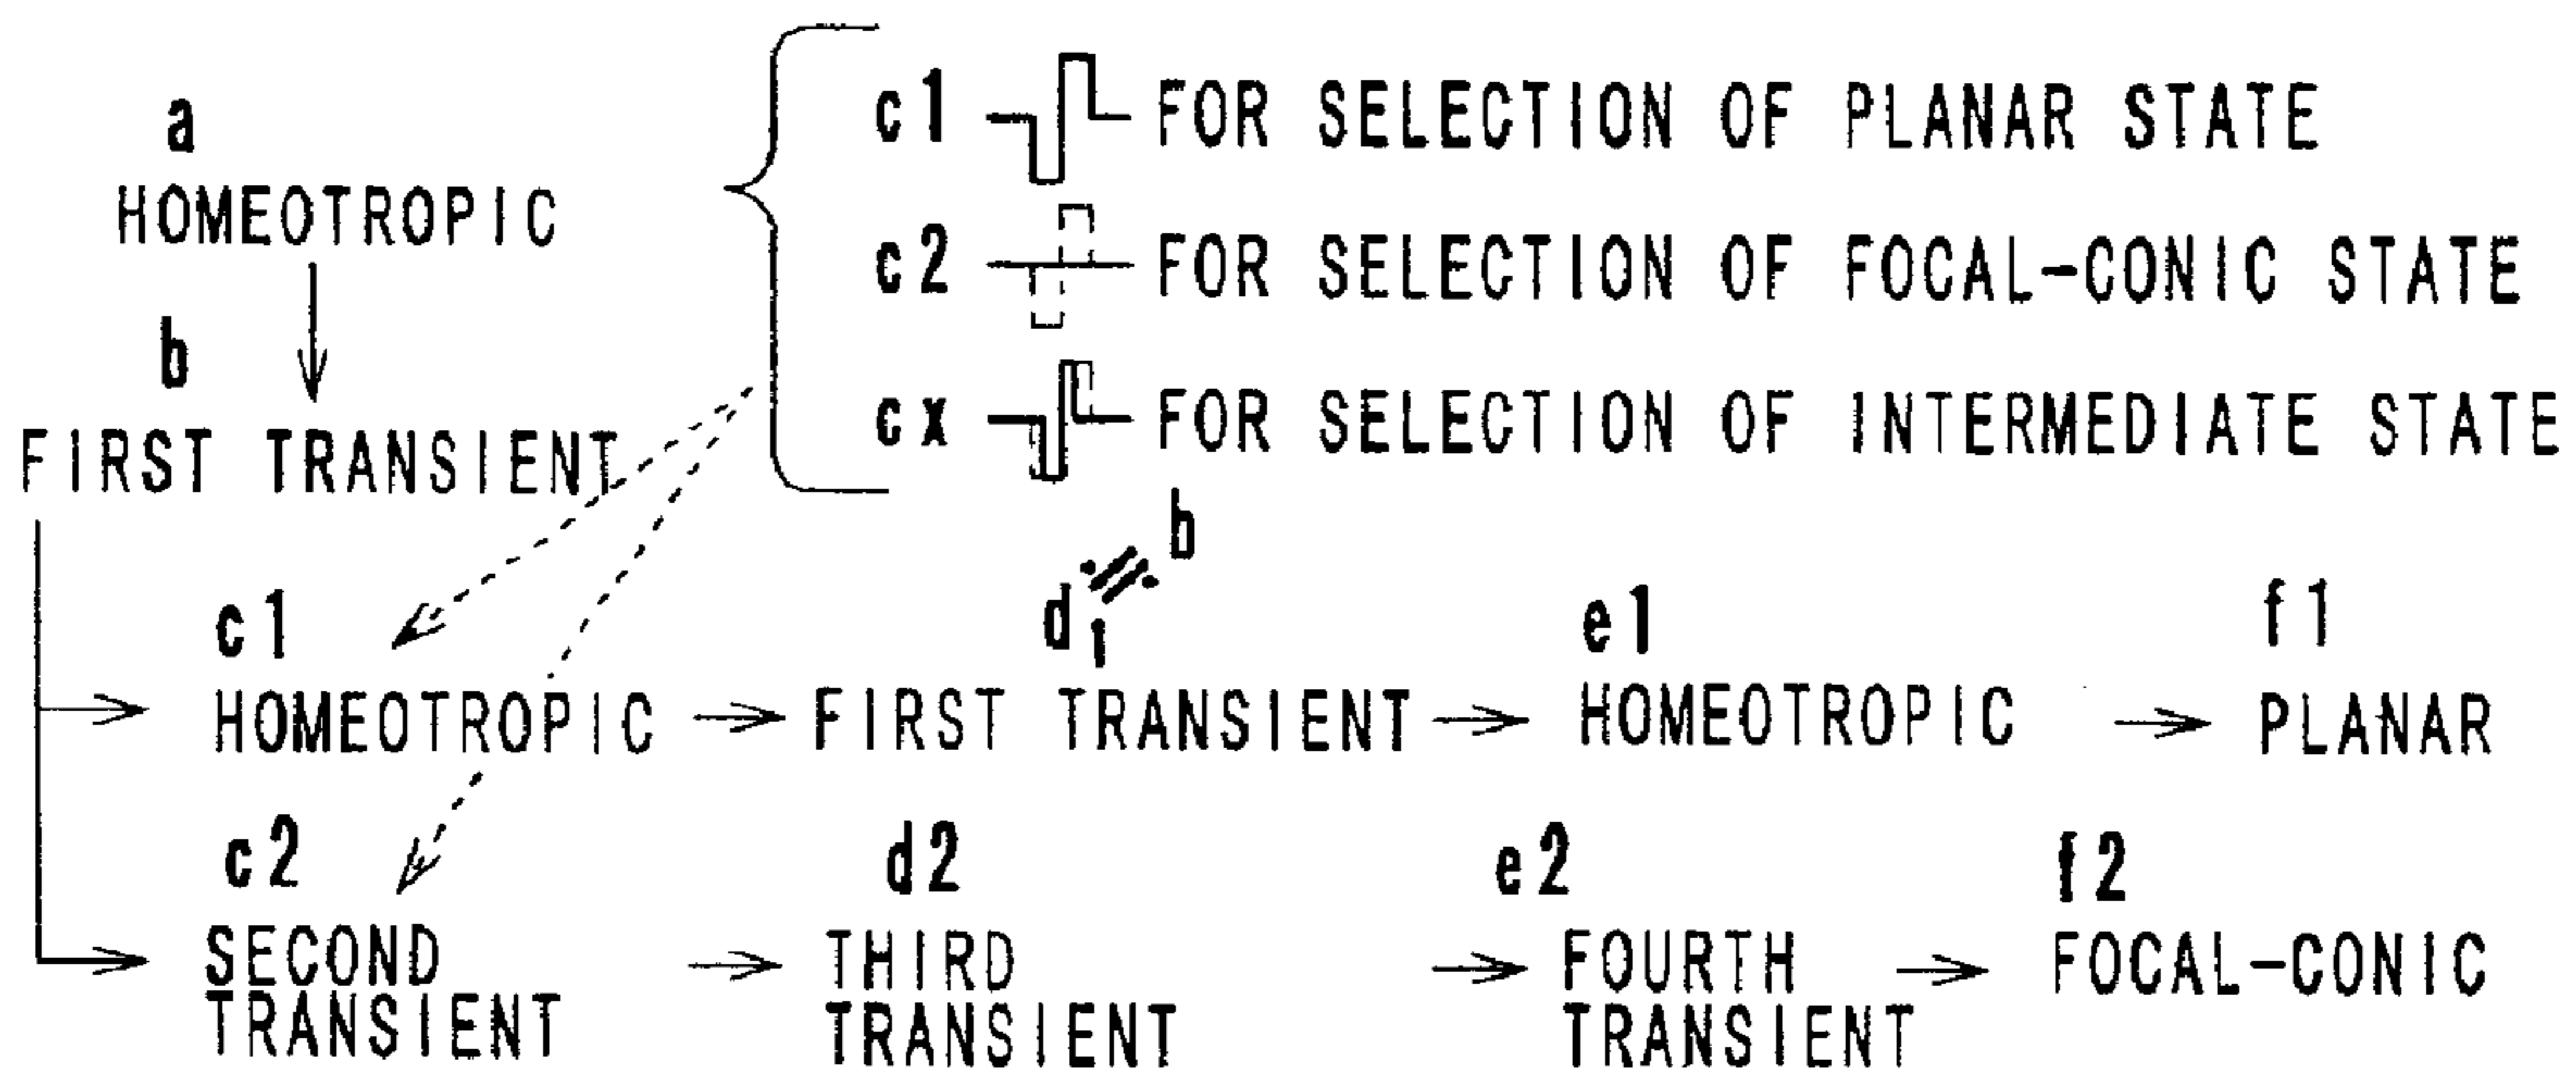 a
HOMEOTROPIC
b
FIRST TRANSIENT
c1 FOR SELECTION OF PLANAR STATE
c2 FOR SELECTION OF FOCAL-CONIC STATE
cx FOR SELECTION OF INTERMEDIATE STATE
c1 d1≒b e1 f1
HOMEOTROPIC FIRST TRANSIENT HOMEOTROPIC PLANAR
c2 d2 e2 f2
SECOND THIRD FOURTH FOCAL-CONIC
TRANSIENT TRANSIENT TRANSIENT